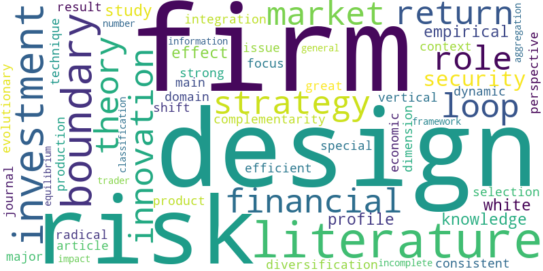 result
study
integration
market
return
technique
number
information
issue
general
empirical
aggregation
effect
firm
role
context
perspective
strong
focus
great
evolutionary
investment
boundary
theory
innovation
main
domain
shift
strategy
security
vertical
dynamic
loop
complementarity
framework
classification
design
special
economic
dimension
journal
equilibrium
production
trader
efficient
selection
product
financial
profile
white
knowledge
radical
risk
literature
article
major
impact
diversification
incomplete
consistent